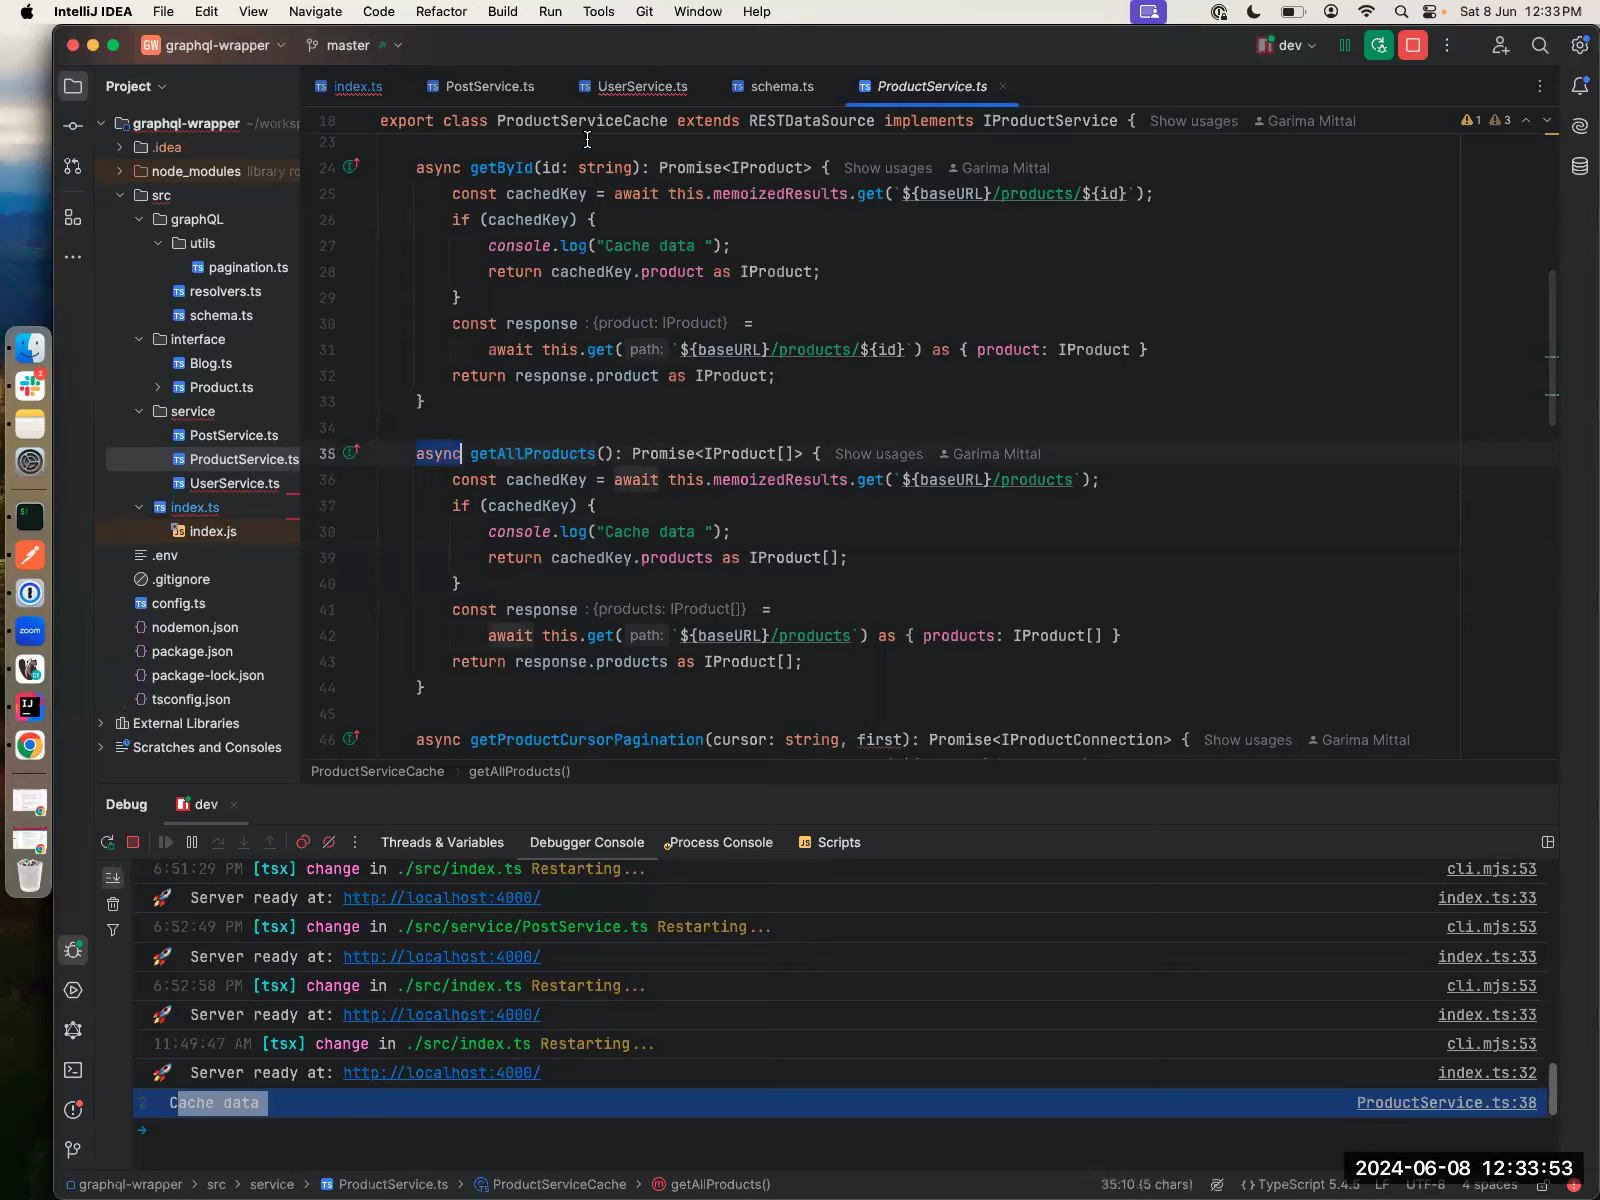 IntelliJ IDEA File Edit View Navigate Code Refactor Build Run Tools Git Window Help Sat 8 Jun 12:33PM
GW graphql-wrapper master dev
Project index.ts PostService.ts UserService.ts schema.ts ProductService.ts
graphql-wrapper
.idea
node_modules library
src
graphQL
utils
pagination.ts
resolvers.ts
schema.ts
interface
Blog.ts
Product.ts
service
PostService.ts
ProductService.ts
UserService.ts
index.ts
index.js
.env
.gitignore
config.ts
nodemon.json
package.json
package-lock.json
tsconfig.json
External Libraries
Scratches and Consoles
18 export class ProductServiceCache extends RESTDataSource implements IProductService { Show usages Garima Mittal 1 3
23
24 async getById(id: string): Promise<IProduct> { Show usages Garima Mittal
25 const cachedKey = await this.memoizedResults.get(`${baseURL}/products/${id}`);
26 if (cachedKey) {
27 console.log("Cache data ");
28 return cachedKey.product as IProduct;
29 }
30 const response : {product: IProduct} =
31 await this.get( path: `${baseURL}/products/${id}`) as { product: IProduct }
32 return response.product as IProduct;
33 }
34
35 async getAllProducts(): Promise<IProduct[]> { Show usages Garima Mittal
36 const cachedKey = await this.memoizedResults.get(`${baseURL}/products`);
37 if (cachedKey) {
console.log("Cache data ");
39 return cachedKey.products as IProduct[];
40 }
41 const response : {products: IProduct[]} =
42 await this.get( path: `${baseURL}/products`) as { products: IProduct[] }
43 return response.products as IProduct[];
44 }
45
46 async getProductCursorPagination(cursor: string, first): Promise<IProductConnection> { Show usages Garima Mittal
ProductServiceCache getAllProducts()
Debug dev
Threads & Variables Debugger Console Process Console Scripts
6:51:29 PM [tsx] change in ./src/index.ts Restarting... cli.mjs:53
🚀 Server ready at: http://localhost:4000/ index.ts:33
6:52:49 PM [tsx] change in ./src/service/PostService.ts Restarting... cli.mjs:53
🚀 Server ready at: http://localhost:4000/ index.ts:33
6:52:58 PM [tsx] change in ./src/index.ts Restarting... cli.mjs:53
🚀 Server ready at: http://localhost:4000/ index.ts:33
11:49:47 AM [tsx] change in ./src/index.ts Restarting... cli.mjs:53
🚀 Server ready at: http://localhost:4000/ index.ts:32
2 Cache data ProductService.ts:38
2024-06-08 12:33:53
graphql-wrapper src service ProductService.ts ProductServiceCache getAllProducts() 35:10 (5 chars) TypeScript 5.4.5 LF UTF-8 4 spaces
zoom